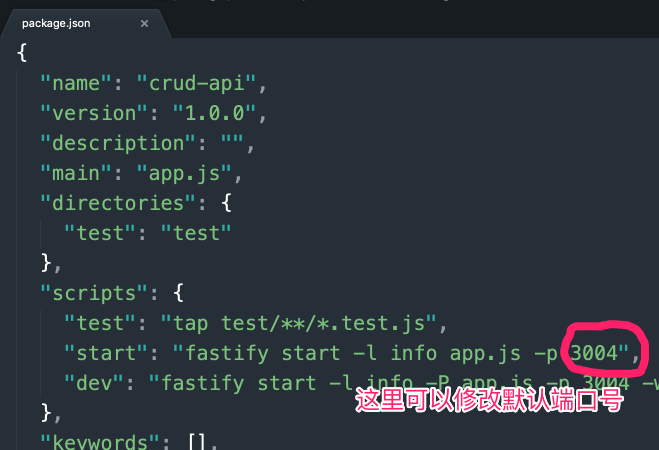 package.json ×
{
"name": "crud-api",
"version": "1.0.0",
"description": "",
"main": "app.js",
"directories": {
"test": "test"
},
"scripts": {
"test": "tap test/**/*.test.js",
"start": "fastify start -l info app.js -p 3004",
"dev": "fastify start -l info -P app.js -p 3004 -w
这里可以修改默认端口号
},
"keywords": [],